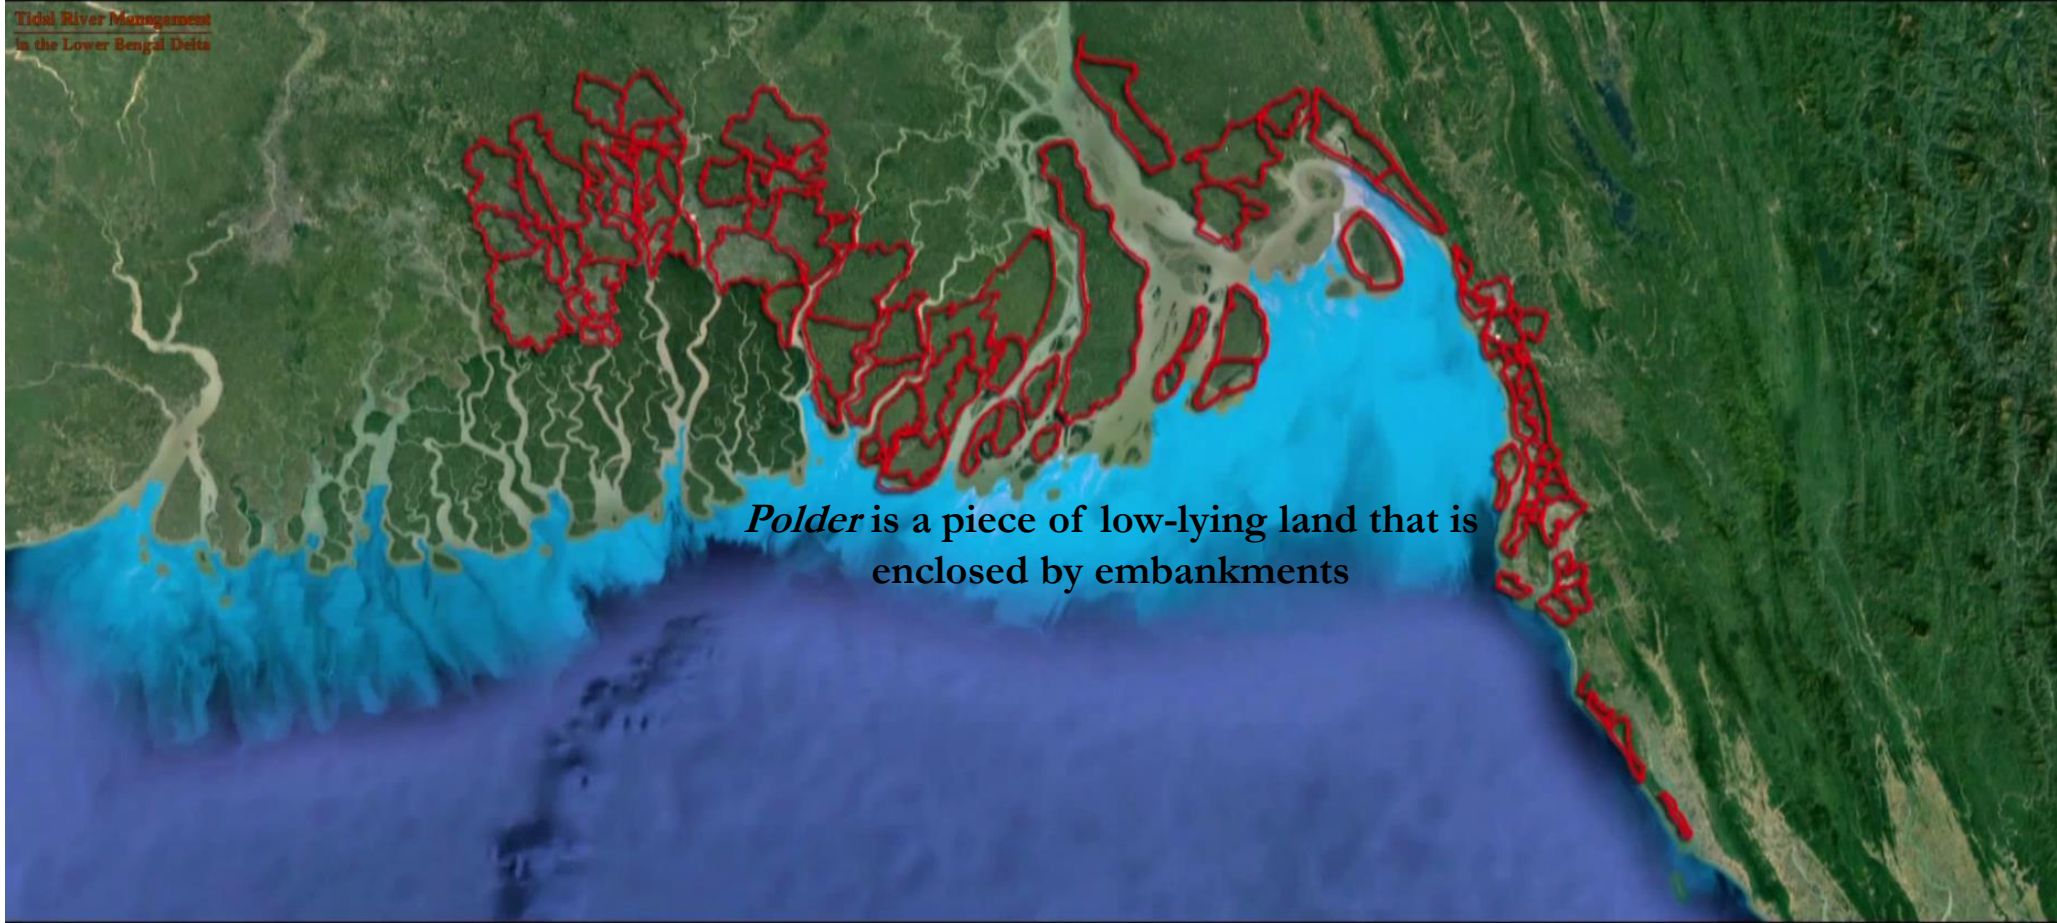 Tidal River Management
in the Lower Bengal Delta
Polder is a piece of low-lying land that is
enclosed by embankments